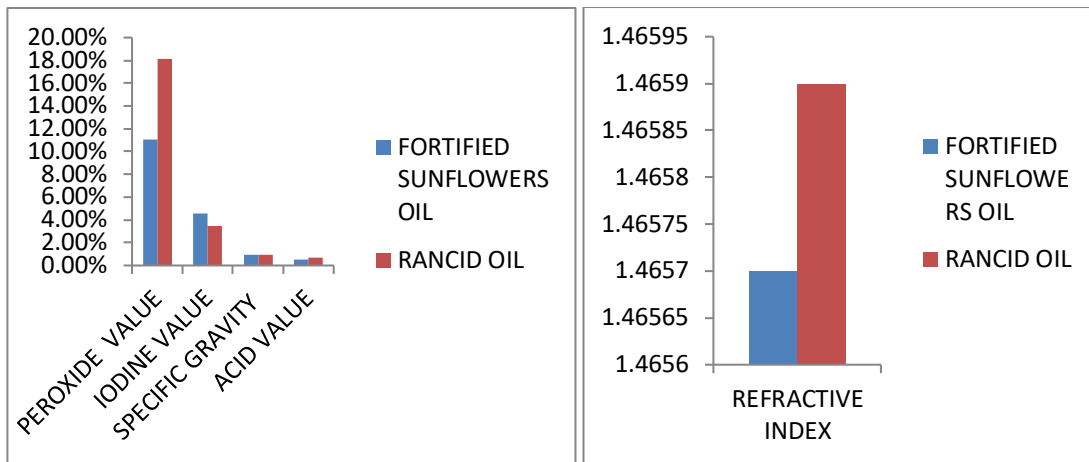 20.00%
18.00%
16.00%
14.00%
12.00%
10.00%
8.00%
6.00%
4.00%
2.00%
0.00%
PEROXIDE VALUE
IODINE VALUE
SPECIFIC GRAVITY
ACID VALUE
FORTIFIED
SUNFLOWERS
OIL
RANCID OIL
1.46595
1.4659
1.46585
1.4658
1.46575
1.4657
1.46565
1.4656
REFRACTIVE
INDEX
FORTIFIED
SUNFLOWE
RS OIL
RANCID OIL